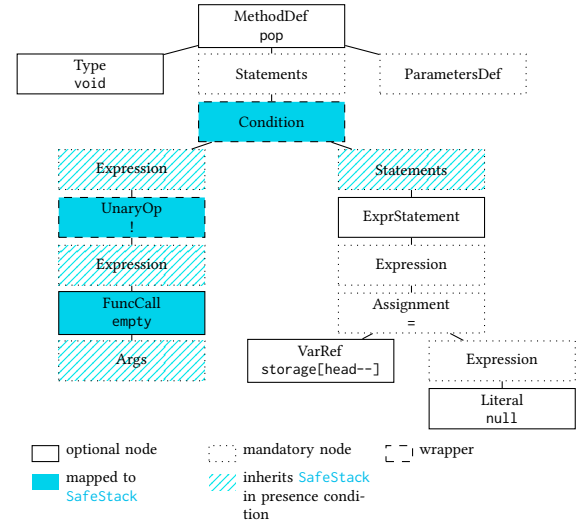 MethodDef
pop
Type
void
Statements
ParametersDef
Condition
Expression
Statements
UnaryOp
!
ExprStatement
Expression
Expression
FuncCall
empty
Assignment
=
Args
VarRef
storage[head--]
Expression
Literal
null
optional node
mandatory node
wrapper
mapped to
SafeStack
inherits SafeStack
in presence condi-
tion